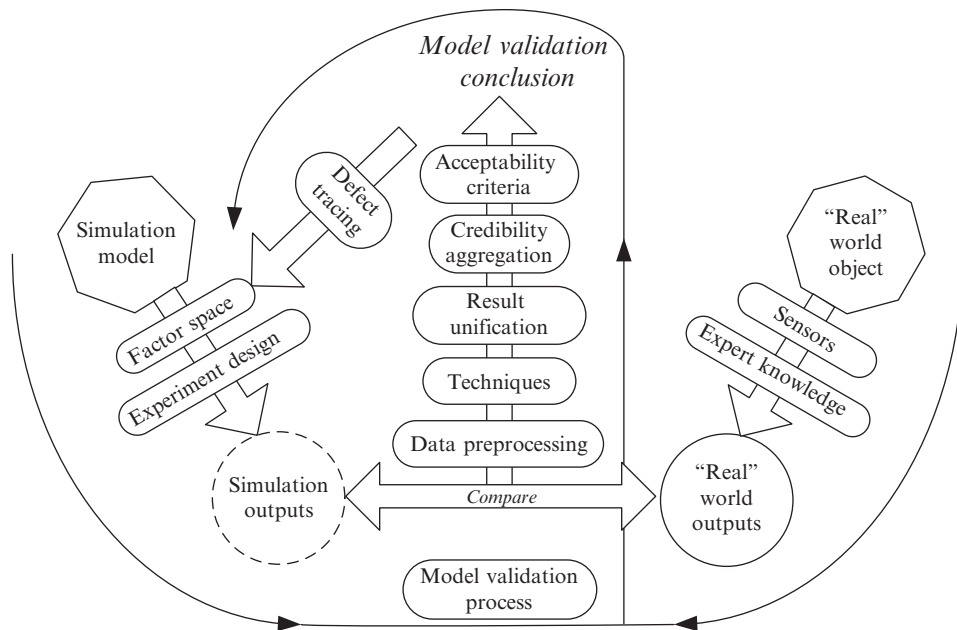 Model validation
conclusion
Acceptability
criteria
Defect
tracing
Simulation
model
Credibility
aggregation
"Real"
world
object
Factor space
Result
unification
Sensors
Experiment design
Techniques
Expert knowledge
Data preprocessing
Simulation
outputs
Compare
"Real"
world
outputs
Model validation
process